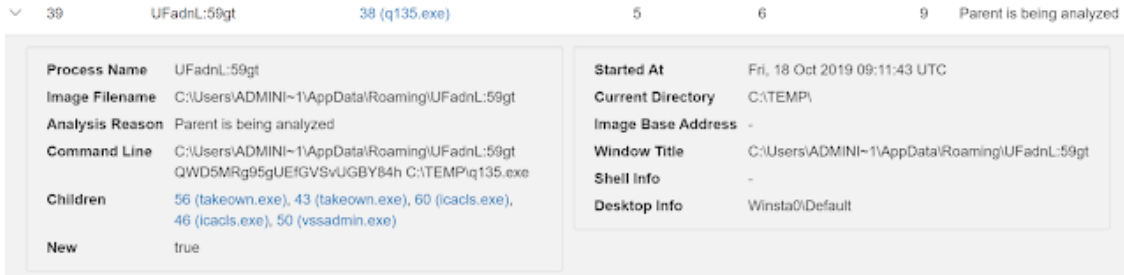 39 UFadnL:59gt 38 (q135.exe) 5 6 9 Parent is being analyzed
Process Name UFadnL:59gt
Image Filename C:\Users\ADMINI~1\AppData\Roaming\UFadnL:59gt
Analysis Reason Parent is being analyzed
Command Line C:\Users\ADMINI~1\AppData\Roaming\UFadnL:59gt
QWD5MRg95gUEfGVSvUGBY84h C:\TEMP\q135.exe
Children 56 (takeown.exe), 43 (takeown.exe), 60 (icacls.exe),
46 (icacls.exe), 50 (vssadmin.exe)
New true
Started At Fri, 18 Oct 2019 09:11:43 UTC
Current Directory C:\TEMP\
Image Base Address -
Window Title C:\Users\ADMINI~1\AppData\Roaming\UFadnL:59gt
Shell Info -
Desktop Info Winsta0\Default